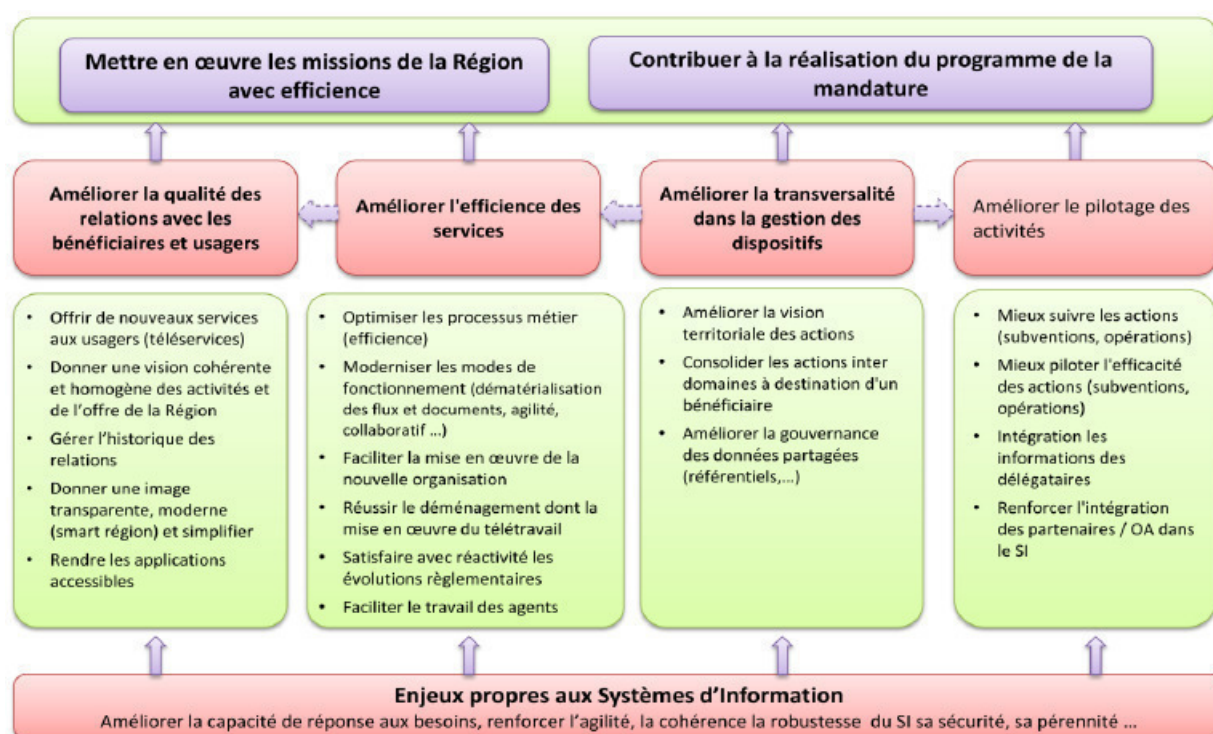 Mettre en œuvre les missions de la Région
avec efficience
Contribuer à la réalisation du programme de la
mandature
Améliorer la qualité des
relations avec les
bénéficiaires et usagers
Améliorer l'efficience des
services
Améliorer la transversalité
dans la gestion des
dispositifs
Améliorer le pilotage des
activités
• Offrir de nouveaux services
aux usagers (téléservices)
• Donner une vision cohérente
et homogène des activités et
de l'offre de la Région
• Gérer l'historique des
relations
• Donner une image
transparente, moderne
(smart région) et simplifier
• Rendre les applications
accessibles
• Optimiser les processus métier
(efficience)
• Moderniser les modes de
fonctionnement (dématérialisation
des flux et documents, agilité,
collaboratif ...)
• Faciliter la mise en œuvre de la
nouvelle organisation
• Réussir le déménagement dont la
mise en œuvre du télétravail
• Satisfaire avec réactivité les
évolutions règlementaires
• Faciliter le travail des agents
• Améliorer la vision
territoriale des actions
• Consolider les actions inter
domaines à destination d'un
bénéficiaire
• Améliorer la gouvernance
des données partagées
(référentiels,...)
• Mieux suivre les actions
(subventions, opérations)
• Mieux piloter l'efficacité
des actions (subventions,
opérations)
• Intégration les
informations des
délégataires
• Renforcer l'intégration
des partenaires / OA dans
le SI
Enjeux propres aux Systèmes d'Information
Améliorer la capacité de réponse aux besoins, renforcer l'agilité, la cohérence la robustesse du SI sa sécurité, sa pérennité ...